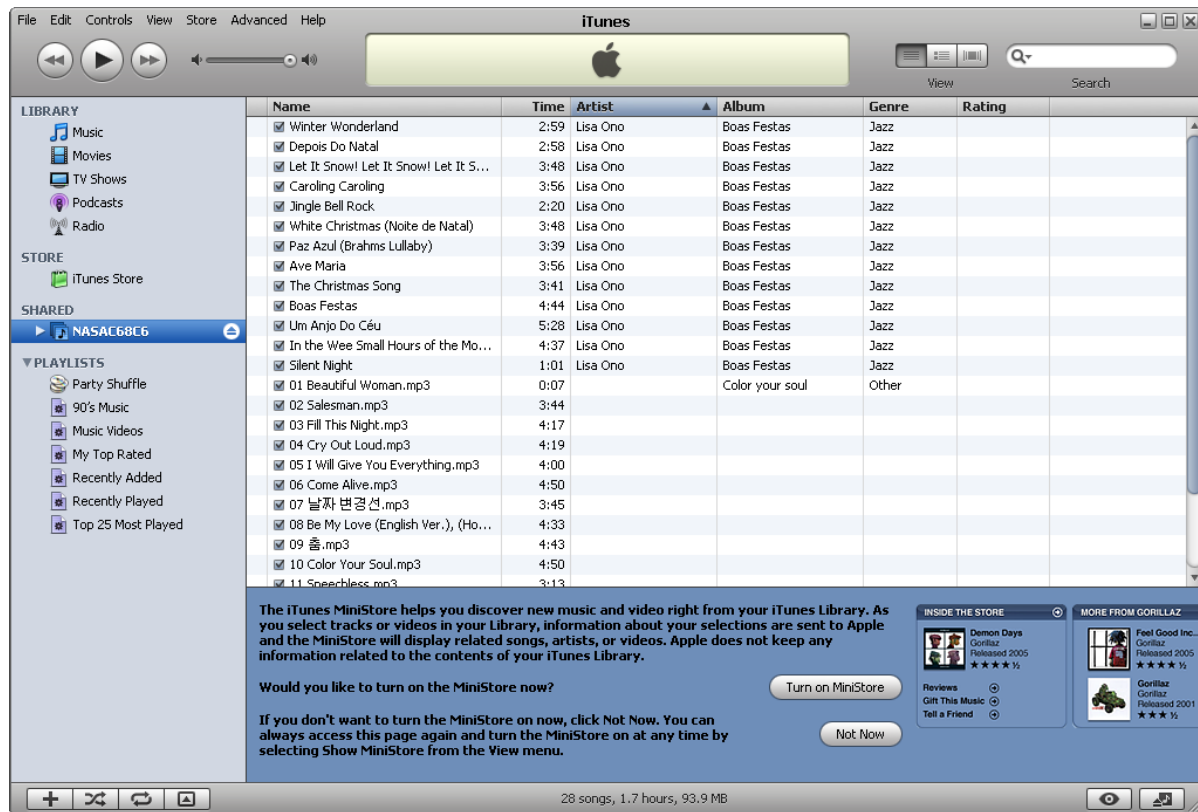 File Edit Controls View Store Advanced Help
iTunes
View
Search
LIBRARY
Music
Movies
TV Shows
Podcasts
Radio
STORE
iTunes Store
SHARED
NASAC68C6
PLAYLISTS
Party Shuffle
90's Music
Music Videos
My Top Rated
Recently Added
Recently Played
Top 25 Most Played
Name Time Artist Album Genre Rating
Winter Wonderland 2:59 Lisa Ono Boas Festas Jazz
Depois Do Natal 2:58 Lisa Ono Boas Festas Jazz
Let It Snow! Let It Snow! Let It S... 3:48 Lisa Ono Boas Festas Jazz
Caroling Caroling 3:56 Lisa Ono Boas Festas Jazz
Jingle Bell Rock 2:20 Lisa Ono Boas Festas Jazz
White Christmas (Noite de Natal) 3:48 Lisa Ono Boas Festas Jazz
Paz Azul (Brahms Lullaby) 3:39 Lisa Ono Boas Festas Jazz
Ave Maria 3:56 Lisa Ono Boas Festas Jazz
The Christmas Song 3:41 Lisa Ono Boas Festas Jazz
Boas Festas 4:44 Lisa Ono Boas Festas Jazz
Um Anjo Do Céu 5:28 Lisa Ono Boas Festas Jazz
In the Wee Small Hours of the Mo... 4:37 Lisa Ono Boas Festas Jazz
Silent Night 1:01 Lisa Ono Boas Festas Jazz
01 Beautiful Woman.mp3 0:07 Color your soul Other
02 Salesman.mp3 3:44
03 Fill This Night.mp3 4:17
04 Cry Out Loud.mp3 4:19
05 I Will Give You Everything.mp3 4:00
06 Come Alive.mp3 4:50
07 날짜 변경선.mp3 3:45
08 Be My Love (English Ver.), (Ho... 4:33
09 춤.mp3 4:43
10 Color Your Soul.mp3 4:50
11 Speechless.mp3 3:13
The iTunes MiniStore helps you discover new music and video right from your iTunes Library. As
you select tracks or videos in your Library, information about your selections are sent to Apple
and the MiniStore will display related songs, artists, or videos. Apple does not keep any
information related to the contents of your iTunes Library.
Would you like to turn on the MiniStore now?
Turn on MiniStore
If you don't want to turn the MiniStore on now, click Not Now. You can
always access this page again and turn the MiniStore on at any time by
selecting Show MiniStore from the View menu.
Not Now
INSIDE THE STORE
Demon Days
Gorillaz
Released 2005
Reviews
Gift This Music
Tell a Friend
MORE FROM GORILLAZ
Feel Good Inc...
Gorillaz
Released 2005
Gorillaz
Gorillaz
Released 2001
28 songs, 1.7 hours, 93.9 MB